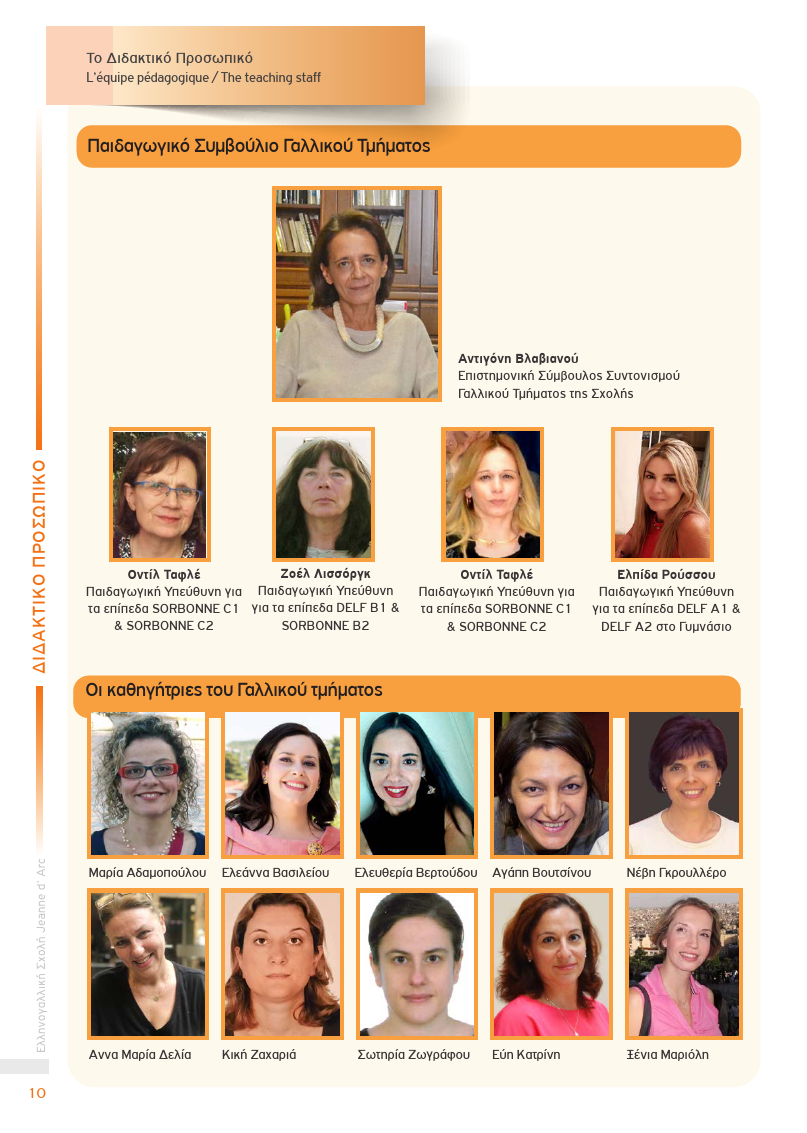 Το Διδακτικό Προσωπικό
L'équipe pédagogique / The teaching staff
Παιδαγωγικό Συμβούλιο Γαλλικού Τμήματος
Αντιγόνη Βλαβιανού
Επιστημονική Σύμβουλος Συντονισμού
Γαλλικού Τμήματος της Σχολής
Οντίλ Ταφλέ
Παιδαγωγική Υπεύθυνη για
τα επίπεδα SORBONNE C1
& SORBONNE C2
Ζοέλ Λισσόργκ
Παιδαγωγική Υπεύθυνη
για τα επίπεδα DELF B1 &
SORBONNE B2
Οντίλ Ταφλέ
Παιδαγωγική Υπεύθυνη για
τα επίπεδα SORBONNE C1
& SORBONNE C2
Ελπίδα Ρούσσου
Παιδαγωγική Υπεύθυνη
για τα επίπεδα DELF A1 &
DELF A2 στο Γυμνάσιο
Οι καθηγήτριες του Γαλλικού τμήματος
Μαρία Αδαμοπούλου
Ελεάννα Βασιλείου
Ελευθερία Βερτούδου
Αγάπη Βουτσίνου
Νέβη Γκρουλλέρο
Αννα Μαρία Δελία
Κική Ζαχαριά
Σωτηρία Ζωγράφου
Εύη Κατρίνη
Ξένια Μαριόλη
ΔΙΔΑΚΤΙΚΟ ΠΡΟΣΩΠΙΚΟ
Ελληνογαλλική Σχολή Jeanne d' Arc
10